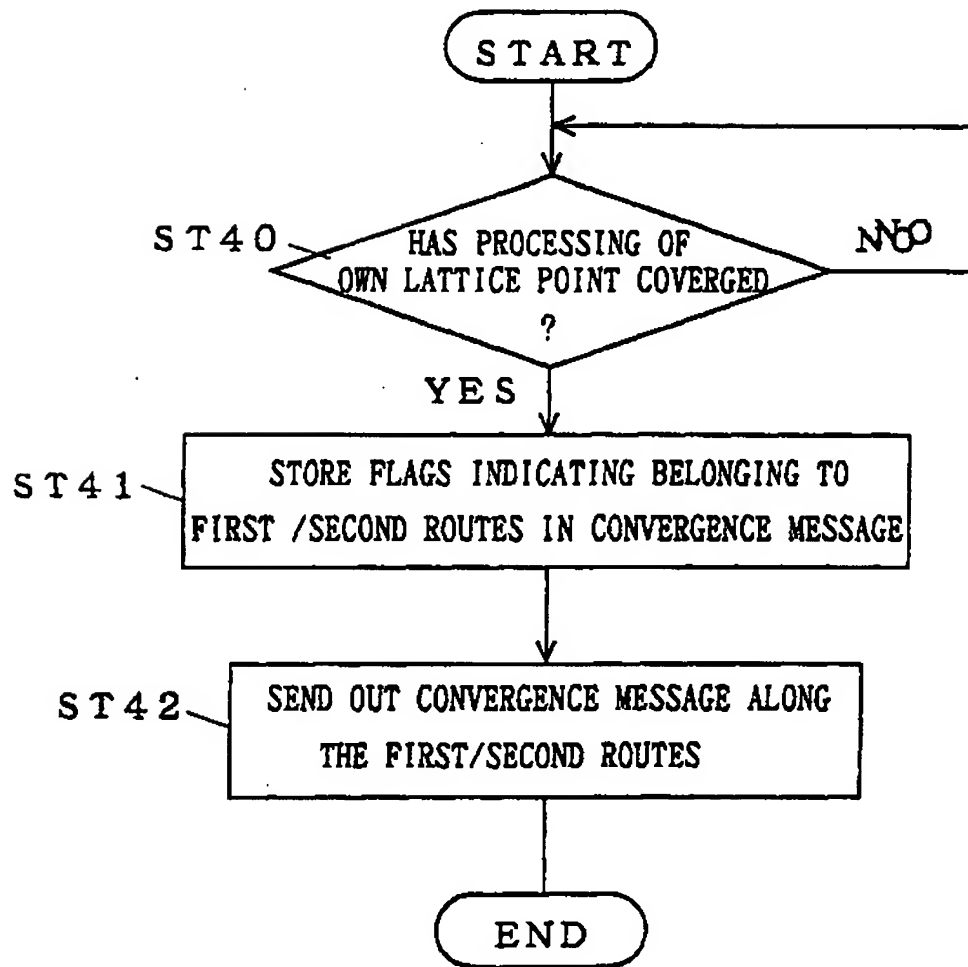 START
ST40
HAS PROCESSING OF
OWN LATTICE POINT COVERGED
?
NO
YES
ST41
STORE FLAGS INDICATING BELONGING TO
FIRST /SECOND ROUTES IN CONVERGENCE MESSAGE
ST42
SEND OUT CONVERGENCE MESSAGE ALONG
THE FIRST/SECOND ROUTES
END